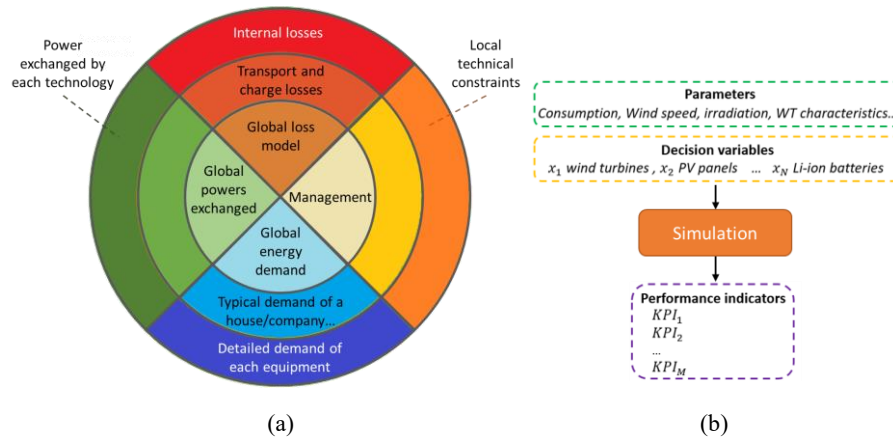 Power
exchanged by
each technology
Internal losses
Transport and
charge losses
Global loss
model
Local
technical
constraints
Global
powers
exchanged
Management
Global
energy
demand
Typical demand of a
house/company...
Detailed demand of
each equipment
(a)
Parameters
Consumption, Wind speed, irradiation, WT characteristics...
Decision variables
x₁ wind turbines , x₂ PV panels ... x_N Li-ion batteries
Simulation
Performance indicators
KPI₁
KPI₂
...
KPI_M
(b)